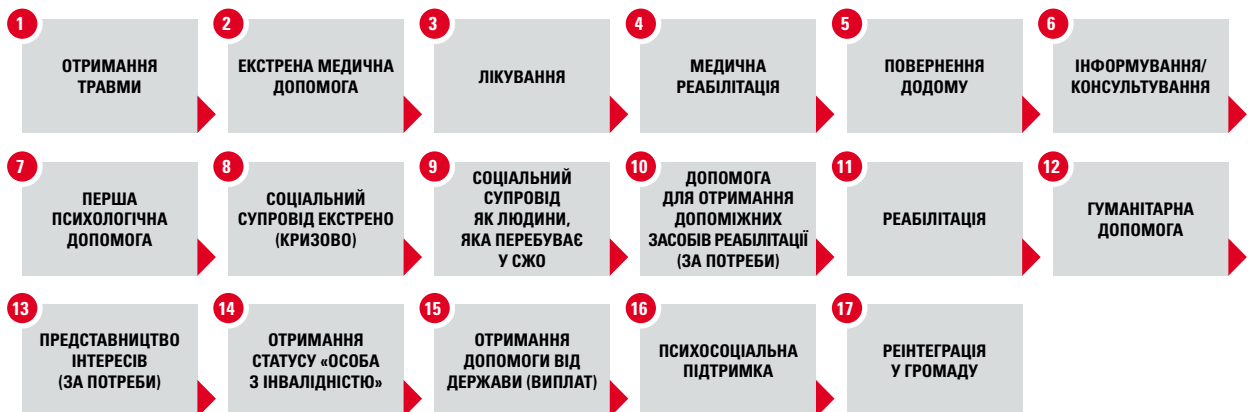 1
ОТРИМАННЯ
ТРАВМИ
2
ЕКСТРЕНА МЕДИЧНА
ДОПОМОГА
3
ЛІКУВАННЯ
4
МЕДИЧНА
РЕАБІЛІТАЦІЯ
5
ПОВЕРНЕННЯ
ДОДОМУ
6
ІНФОРМУВАННЯ/
КОНСУЛЬТУВАННЯ
7
ПЕРША
ПСИХОЛОГІЧНА
ДОПОМОГА
8
СОЦІАЛЬНИЙ
СУПРОВІД ЕКСТРЕНО
(КРИЗОВО)
9
СОЦІАЛЬНИЙ
СУПРОВІД
ЯК ЛЮДИНИ,
ЯКА ПЕРЕБУВАЄ
У СЖО
10
ДОПОМОГА
ДЛЯ ОТРИМАННЯ
ДОПОМІЖНИХ
ЗАСОБІВ РЕАБІЛІТАЦІЇ
(ЗА ПОТРЕБИ)
11
РЕАБІЛІТАЦІЯ
12
ГУМАНІТАРНА
ДОПОМОГА
13
ПРЕДСТАВНИЦТВО
ІНТЕРЕСІВ
(ЗА ПОТРЕБИ)
14
ОТРИМАННЯ
СТАТУСУ «ОСОБА
З ІНВАЛІДНІСТЮ»
15
ОТРИМАННЯ
ДОПОМОГИ ВІД
ДЕРЖАВИ (ВИПЛАТ)
16
ПСИХОСОЦІАЛЬНА
ПІДТРИМКА
17
РЕІНТЕГРАЦІЯ
У ГРОМАДУ